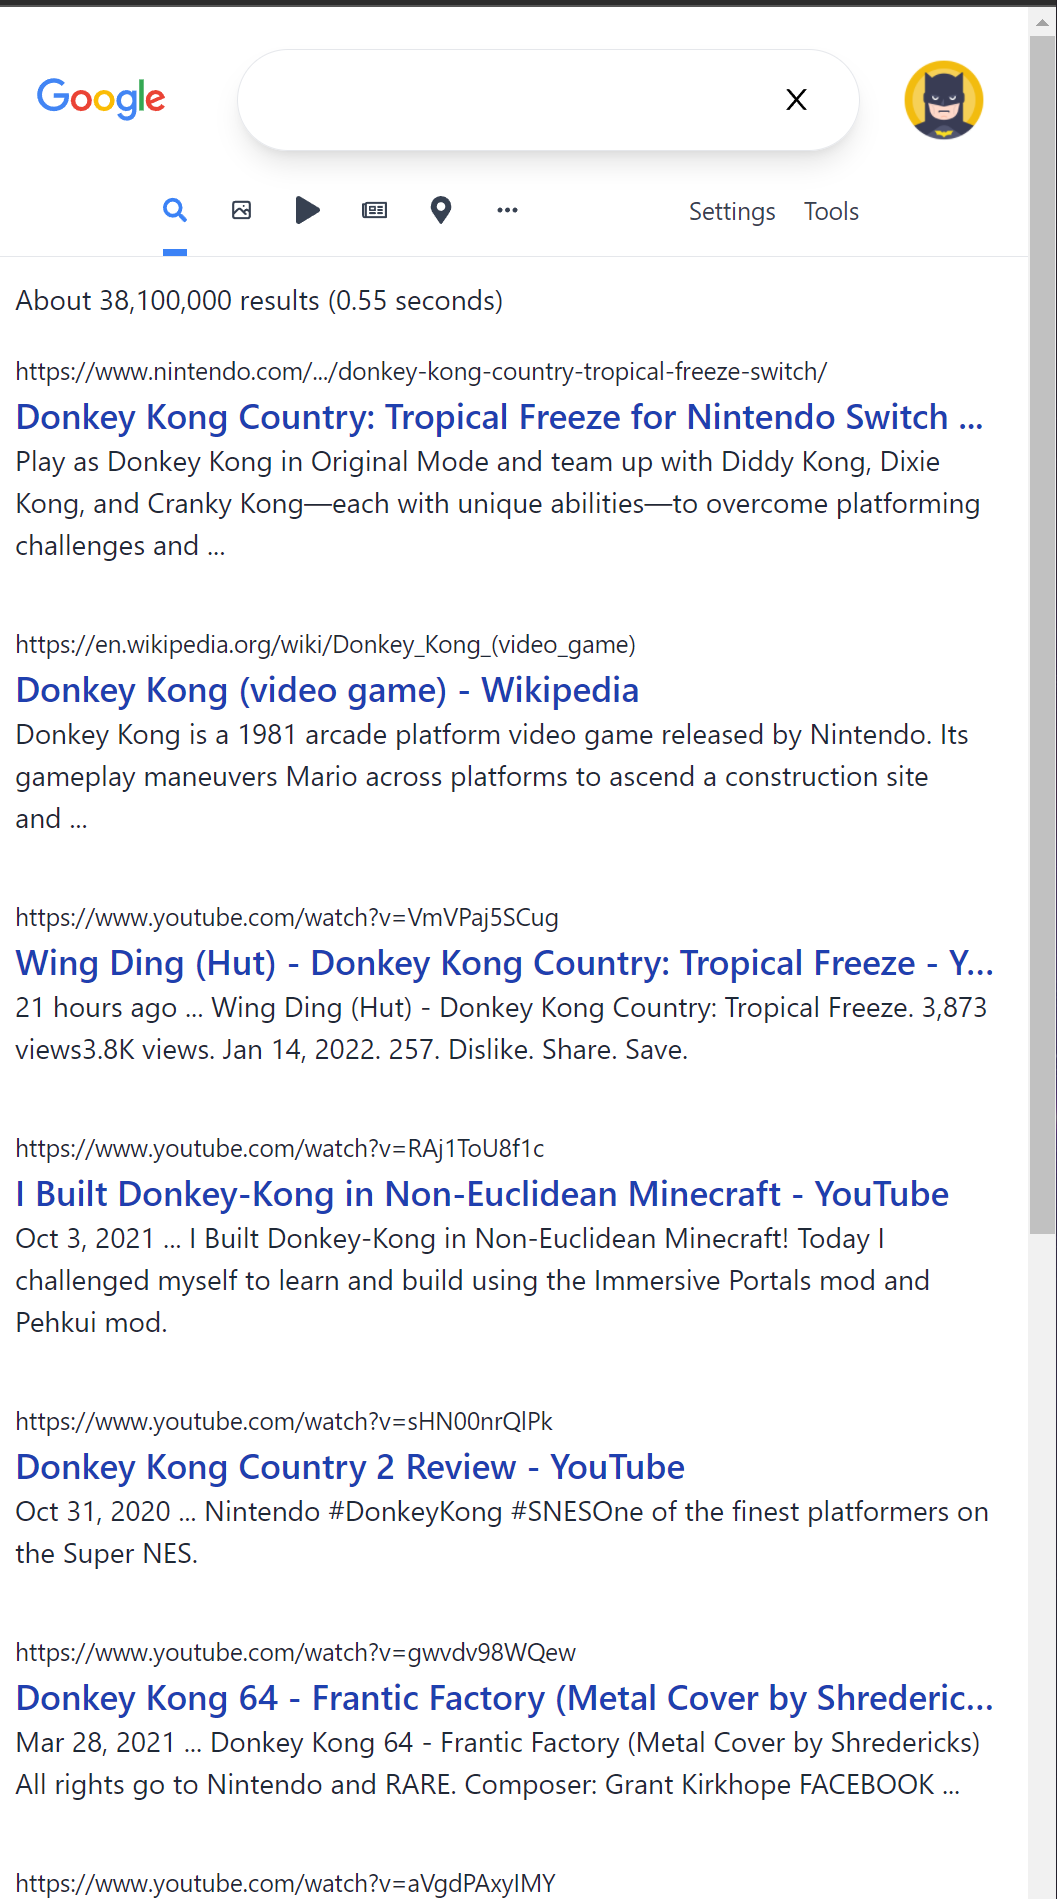 Google
X
Settings Tools
About 38,100,000 results (0.55 seconds)
https://www.nintendo.com/.../donkey-kong-country-tropical-freeze-switch/
Donkey Kong Country: Tropical Freeze for Nintendo Switch ...
Play as Donkey Kong in Original Mode and team up with Diddy Kong, Dixie
Kong, and Cranky Kong—each with unique abilities—to overcome platforming
challenges and ...
https://en.wikipedia.org/wiki/Donkey_Kong_(video_game)
Donkey Kong (video game) - Wikipedia
Donkey Kong is a 1981 arcade platform video game released by Nintendo. Its
gameplay maneuvers Mario across platforms to ascend a construction site
and ...
https://www.youtube.com/watch?v=VmVPaj5SCug
Wing Ding (Hut) - Donkey Kong Country: Tropical Freeze - Y...
21 hours ago ... Wing Ding (Hut) - Donkey Kong Country: Tropical Freeze. 3,873
views3.8K views. Jan 14, 2022. 257. Dislike. Share. Save.
https://www.youtube.com/watch?v=RAj1ToU8f1c
I Built Donkey-Kong in Non-Euclidean Minecraft - YouTube
Oct 3, 2021 ... I Built Donkey-Kong in Non-Euclidean Minecraft! Today I
challenged myself to learn and build using the Immersive Portals mod and
Pehkui mod.
https://www.youtube.com/watch?v=sHN00nrQlPk
Donkey Kong Country 2 Review - YouTube
Oct 31, 2020 ... Nintendo #DonkeyKong #SNESOne of the finest platformers on
the Super NES.
https://www.youtube.com/watch?v=gwvdv98WQew
Donkey Kong 64 - Frantic Factory (Metal Cover by Shrederic...
Mar 28, 2021 ... Donkey Kong 64 - Frantic Factory (Metal Cover by Shredericks)
All rights go to Nintendo and RARE. Composer: Grant Kirkhope FACEBOOK ...
https://www.youtube.com/watch?v=aVgdPAxyIMY